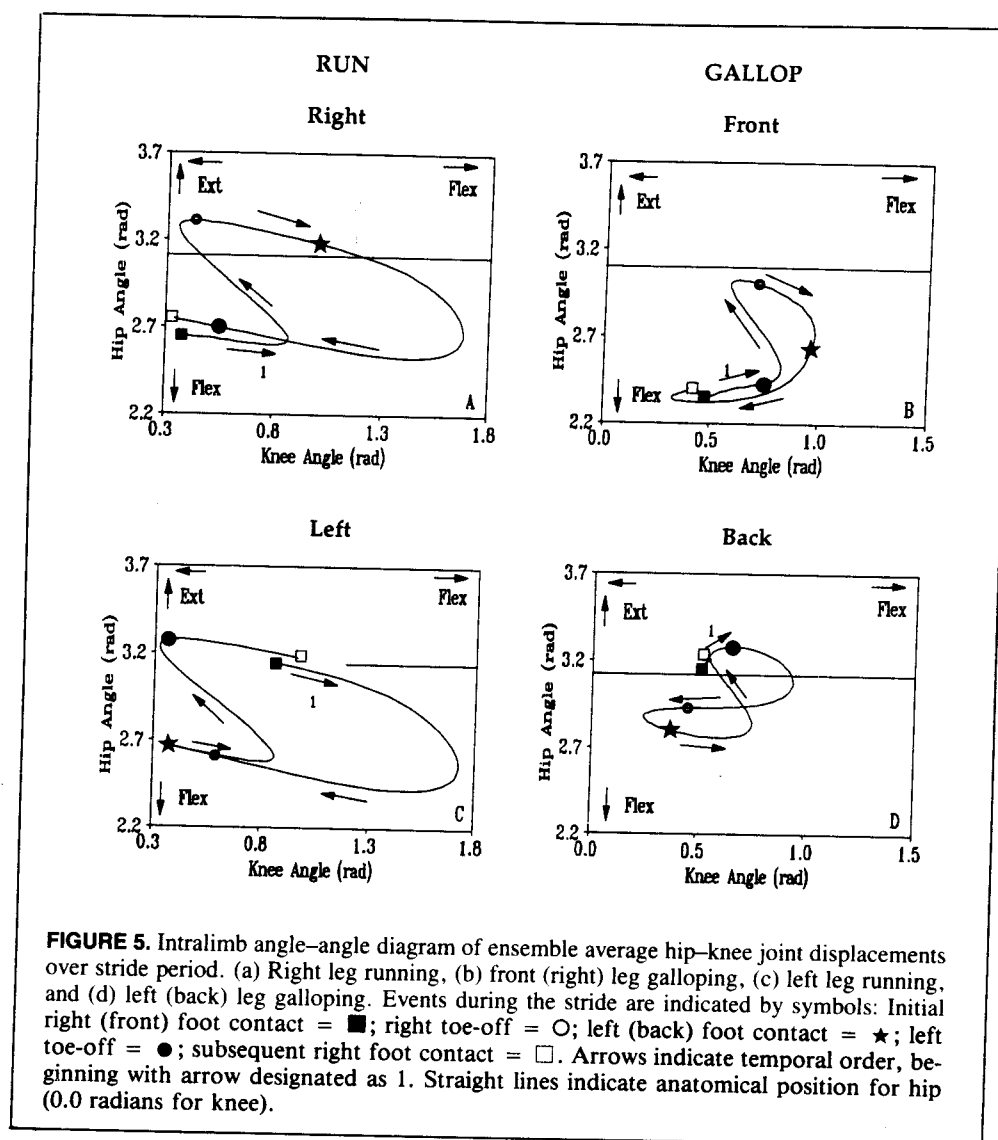 RUN
GALLOP
Right
Front
3.7
Ext
Flex
3.2
2.7
Flex
1
2.2
A
0.3
0.8
1.3
1.8
Hip Angle (rad)
Knee Angle (rad)
3.7
Ext
Flex
3.2
2.7
1
Flex
2.2
B
0.0
0.5
1.0
1.5
Hip Angle (rad)
Knee Angle (rad)
Left
Back
3.7
Ext
Flex
3.2
1
2.7
Flex
2.2
C
0.3
0.8
1.3
1.8
Hip Angle (rad)
Knee Angle (rad)
3.7
Ext
1
Flex
3.2
2.7
Flex
2.2
D
0.0
0.5
1.0
1.5
Hip Angle (rad)
Knee Angle (rad)
FIGURE 5. Intralimb angle–angle diagram of ensemble average hip–knee joint displacements
over stride period. (a) Right leg running, (b) front (right) leg galloping, (c) left leg running,
and (d) left (back) leg galloping. Events during the stride are indicated by symbols: Initial
right (front) foot contact = ■; right toe-off = O; left (back) foot contact = ★; left
toe-off = ●; subsequent right foot contact = □. Arrows indicate temporal order, be-
ginning with arrow designated as 1. Straight lines indicate anatomical position for hip
(0.0 radians for knee).